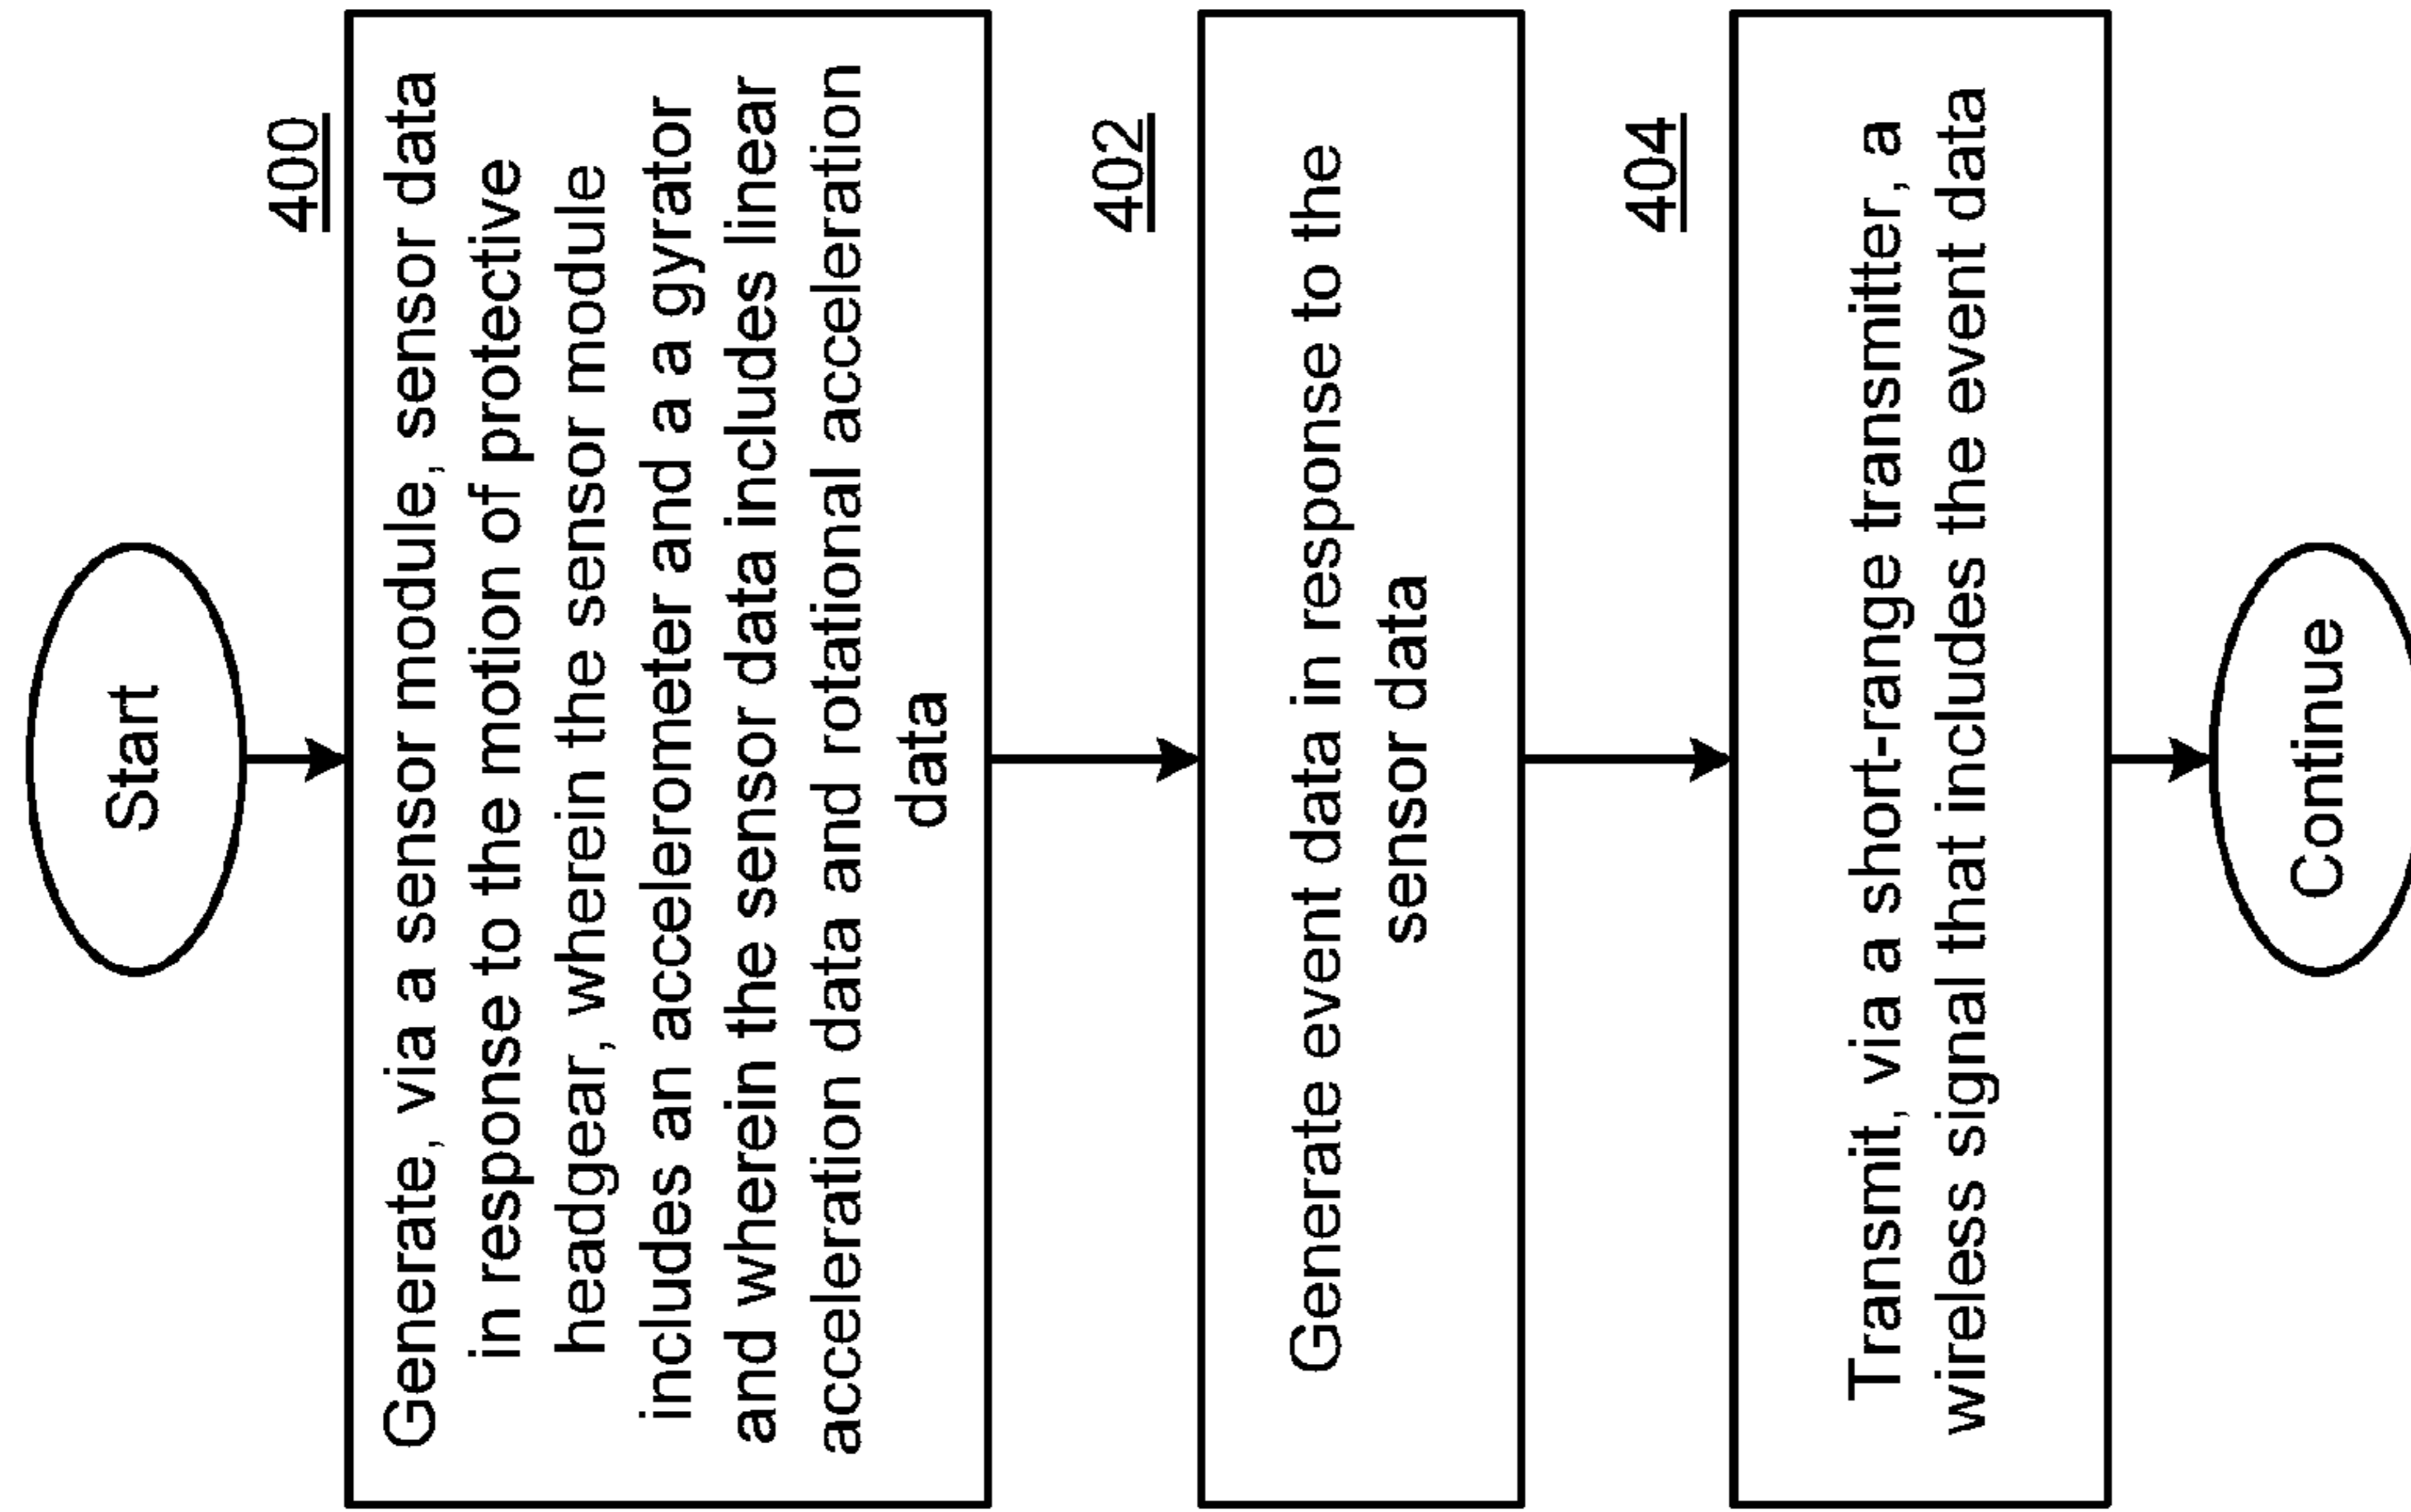 Start
400
Generate, via a sensor module, sensor data
in response to the motion of protective
headgear, wherein the sensor module
includes an accelerometer and a a gyrator
and wherein the sensor data includes linear
acceleration data and rotational acceleration
data
402
Generate event data in response to the
sensor data
404
Transmit, via a short-range transmitter, a
wireless signal that includes the event data
Continue